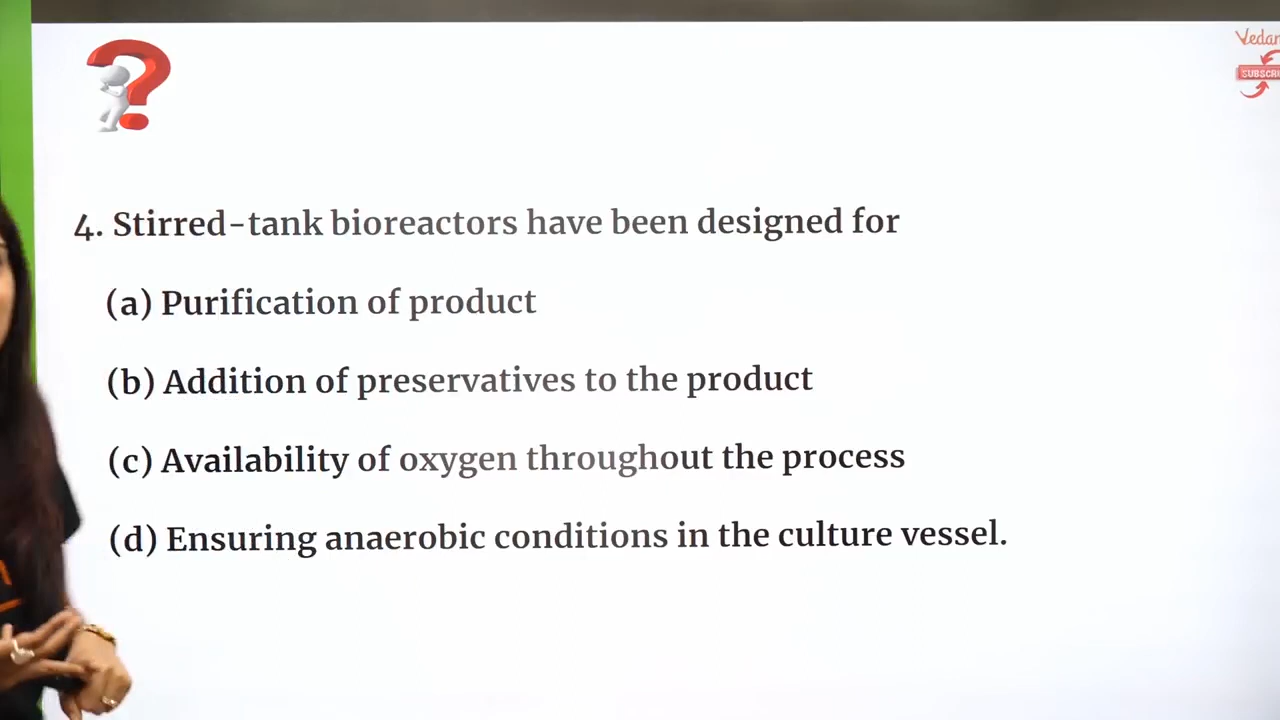 4. Stirred-tank bioreactors have been designed for
(a) Purification of product
(b) Addition of preservatives to the product
(c) Availability of oxygen throughout the process
(d) Ensuring anaerobic conditions in the culture vessel.